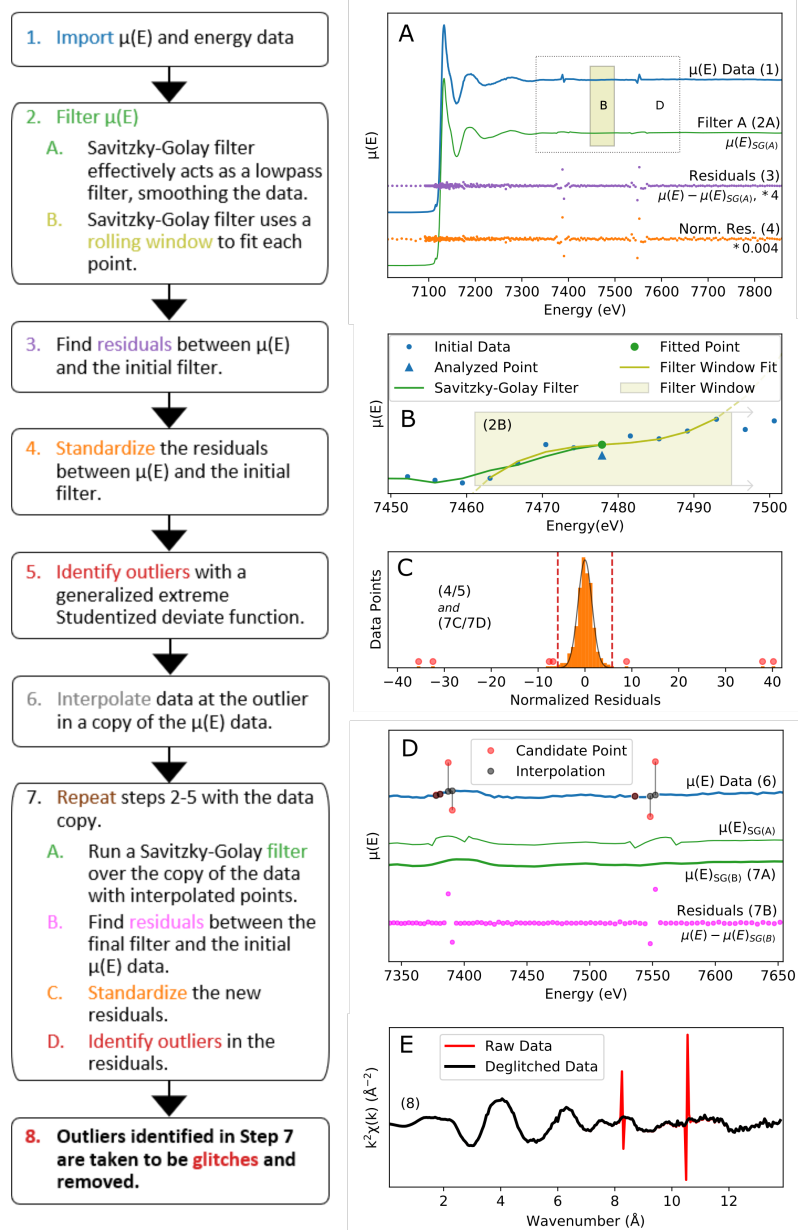 1. Import μ(E) and energy data
2. Filter μ(E)
A. Savitzky-Golay filter
effectively acts as a lowpass
filter, smoothing the data.
B. Savitzky-Golay filter uses a
rolling window to fit each
point.
3. Find residuals between μ(E)
and the initial filter.
4. Standardize the residuals
between μ(E) and the initial
filter.
5. Identify outliers with a
generalized extreme
Studentized deviate function.
6. Interpolate data at the outlier
in a copy of the μ(E) data.
7. Repeat steps 2-5 with the data
copy.
A. Run a Savitzky-Golay filter
over the copy of the data
with interpolated points.
B. Find residuals between the
final filter and the initial
μ(E) data.
C. Standardize the new
residuals.
D. Identify outliers in the
residuals.
8. Outliers identified in Step 7
are taken to be glitches and
removed.
A
μ(E) Data (1)
B
D
Filter A (2A)
μ(E)SG(A)
Residuals (3)
μ(E) − μ(E)SG(A), * 4
Norm. Res. (4)
*0.004
μ(E)
7100 7200 7300 7400 7500 7600 7700 7800
Energy (eV)
Initial Data
Analyzed Point
Savitzky-Golay Filter
Fitted Point
Filter Window Fit
Filter Window
B
(2B)
μ(E)
7450 7460 7470 7480 7490 7500
Energy(eV)
C
(4/5)
and
(7C/7D)
Data Points
−40 −30 −20 −10 0 10 20 30 40
Normalized Residuals
D
Candidate Point
Interpolation
μ(E) Data (6)
μ(E)SG(A)
μ(E)SG(B) (7A)
Residuals (7B)
μ(E) − μ(E)SG(B)
μ(E)
7350 7400 7450 7500 7550 7600 7650
Energy (eV)
E
Raw Data
Deglitched Data
(8)
k²χ(k) (Å⁻²)
2 4 6 8 10 12
Wavenumber (Å)